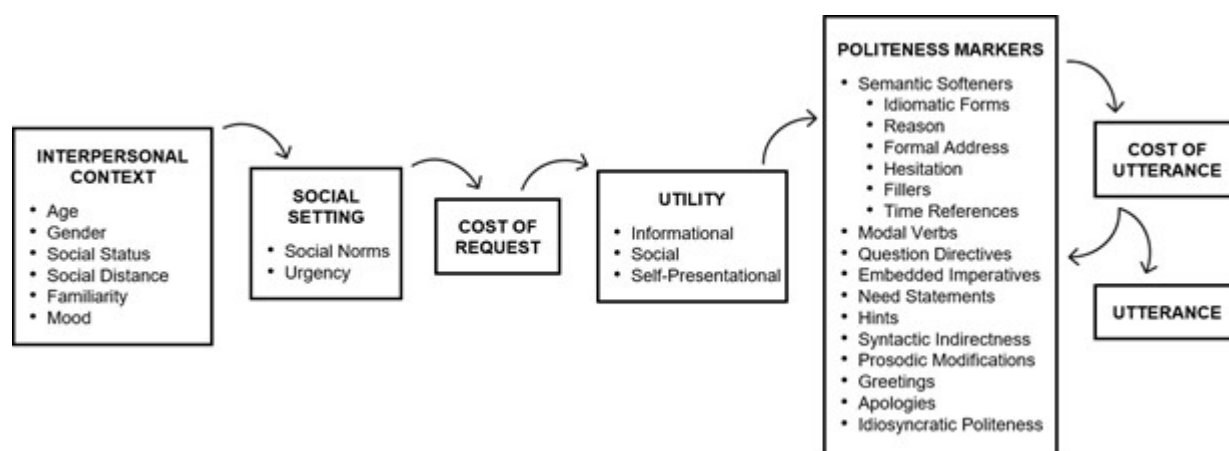 INTERPERSONAL
CONTEXT
• Age
• Gender
• Social Status
• Social Distance
• Familiarity
• Mood
SOCIAL
SETTING
• Social Norms
• Urgency
COST OF
REQUEST
UTILITY
• Informational
• Social
• Self-Presentational
POLITENESS MARKERS
• Semantic Softeners
• Idiomatic Forms
• Reason
• Formal Address
• Hesitation
• Fillers
• Time References
• Modal Verbs
• Question Directives
• Embedded Imperatives
• Need Statements
• Hints
• Syntactic Indirectness
• Prosodic Modifications
• Greetings
• Apologies
• Idiosyncratic Politeness
COST OF
UTTERANCE
UTTERANCE